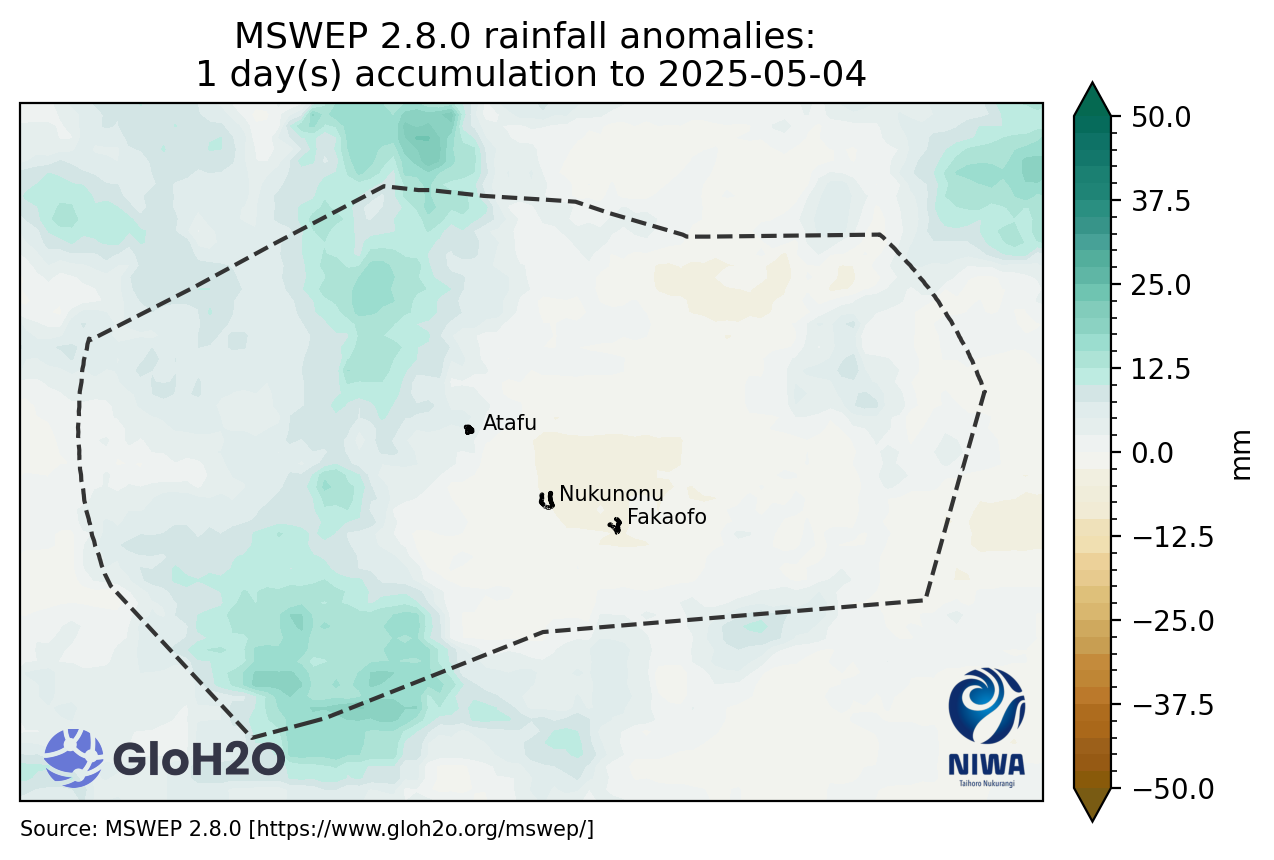 MSWEP 2.8.0 rainfall anomalies:
1 day(s) accumulation to 2025-05-04
50.0
37.5
25.0
12.5
0.0
−12.5
−25.0
−37.5
−50.0
mm
Atafu
Nukunonu
Fakaofo
GloH2O
NIWA
Taihoro Nukurangi
Source: MSWEP 2.8.0 [https://www.gloh2o.org/mswep/]